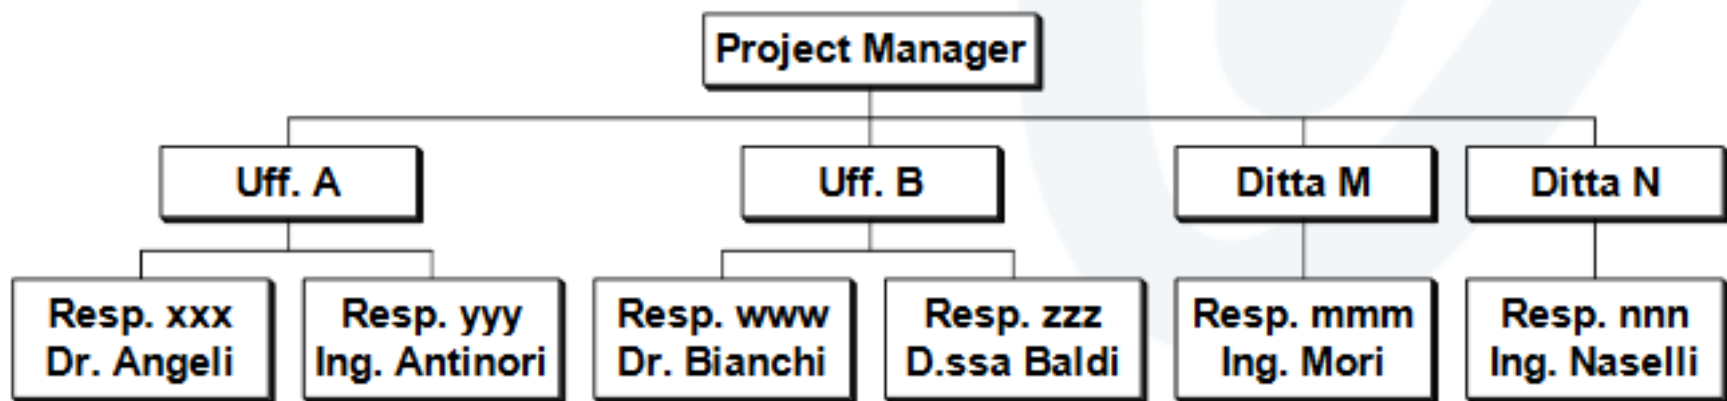 Project Manager
Uff. A
Uff. B
Ditta M
Ditta N
Resp. xxx
Dr. Angeli
Resp. yyy
Ing. Antinori
Resp. www
Dr. Bianchi
Resp. zzz
D.ssa Baldi
Resp. mmm
Ing. Mori
Resp. nnn
Ing. Naselli